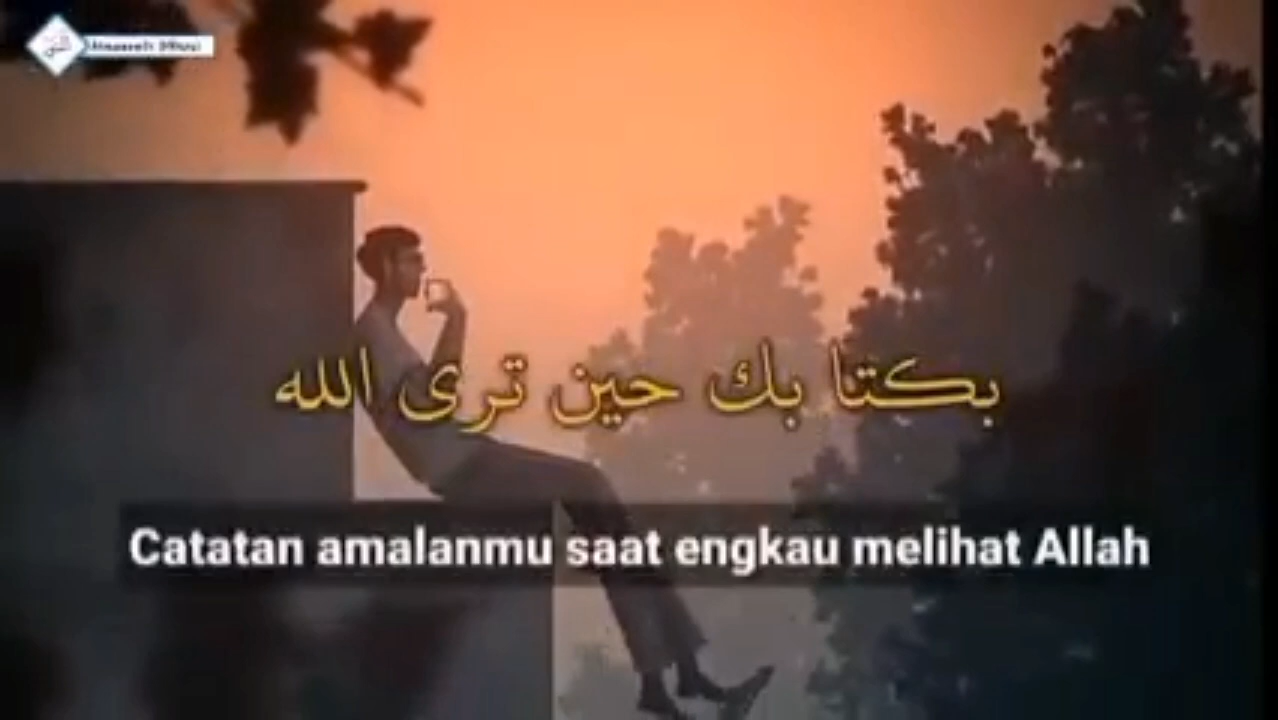 بكتا بك حين ترى الله
Catatan amalanmu saat engkau melihat Allah